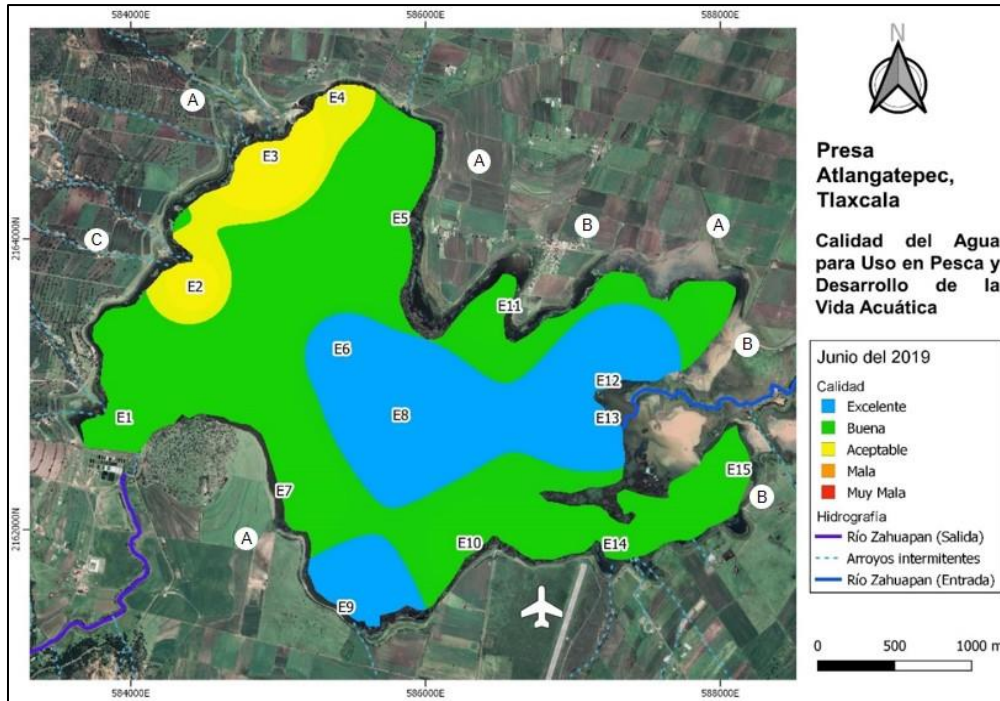 584000E
586000E
588000E
N
Presa
Atlangatepec,
Tlaxcala
Calidad del Agua
para Uso en Pesca y
Desarrollo de la
Vida Acuática
Junio del 2019
Calidad
Excelente
Buena
Aceptable
Mala
Muy Mala
Hidrografía
Río Zahuapan (Salida)
Arroyos intermitentes
Río Zahuapan (Entrada)
0 500 1000 m
2164000N
2162000N
A
E4
E3
A
E5
B
A
C
E2
E11
E6
B
E12
E1
E8
E13
E15
E7
B
A
E10
E14
E9
584000E
586000E
588000E